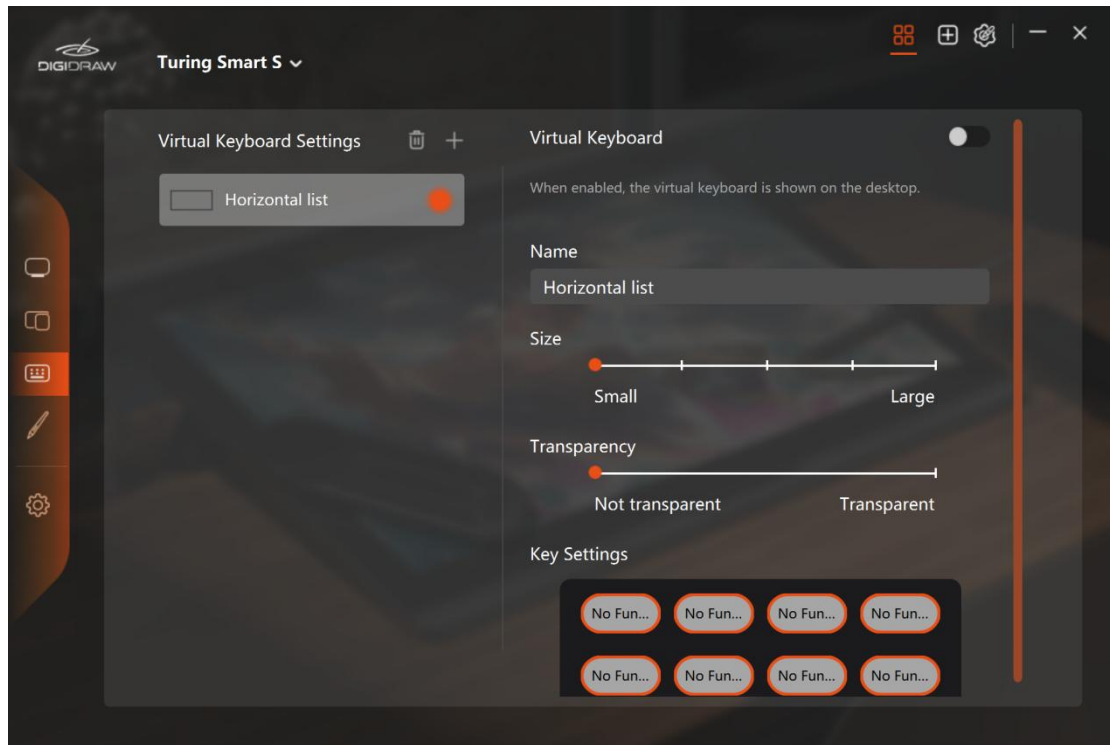 DIGIDRAW
Turing Smart S
Virtual Keyboard Settings
Horizontal list
Virtual Keyboard
When enabled, the virtual keyboard is shown on the desktop.
Name
Horizontal list
Size
Small Large
Transparency
Not transparent Transparent
Key Settings
No Fun... No Fun... No Fun... No Fun...
No Fun... No Fun... No Fun... No Fun...